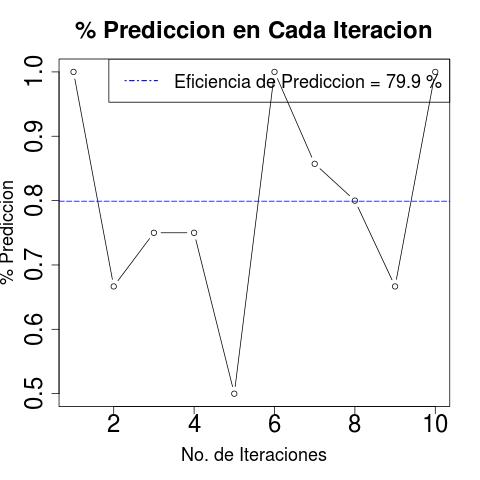 % Prediccion en Cada Iteracion
Eficiencia de Prediccion = 79.9 %
% Prediccion
1.0
0.9
0.8
0.7
0.6
0.5
2 4 6 8 10
No. de Iteraciones